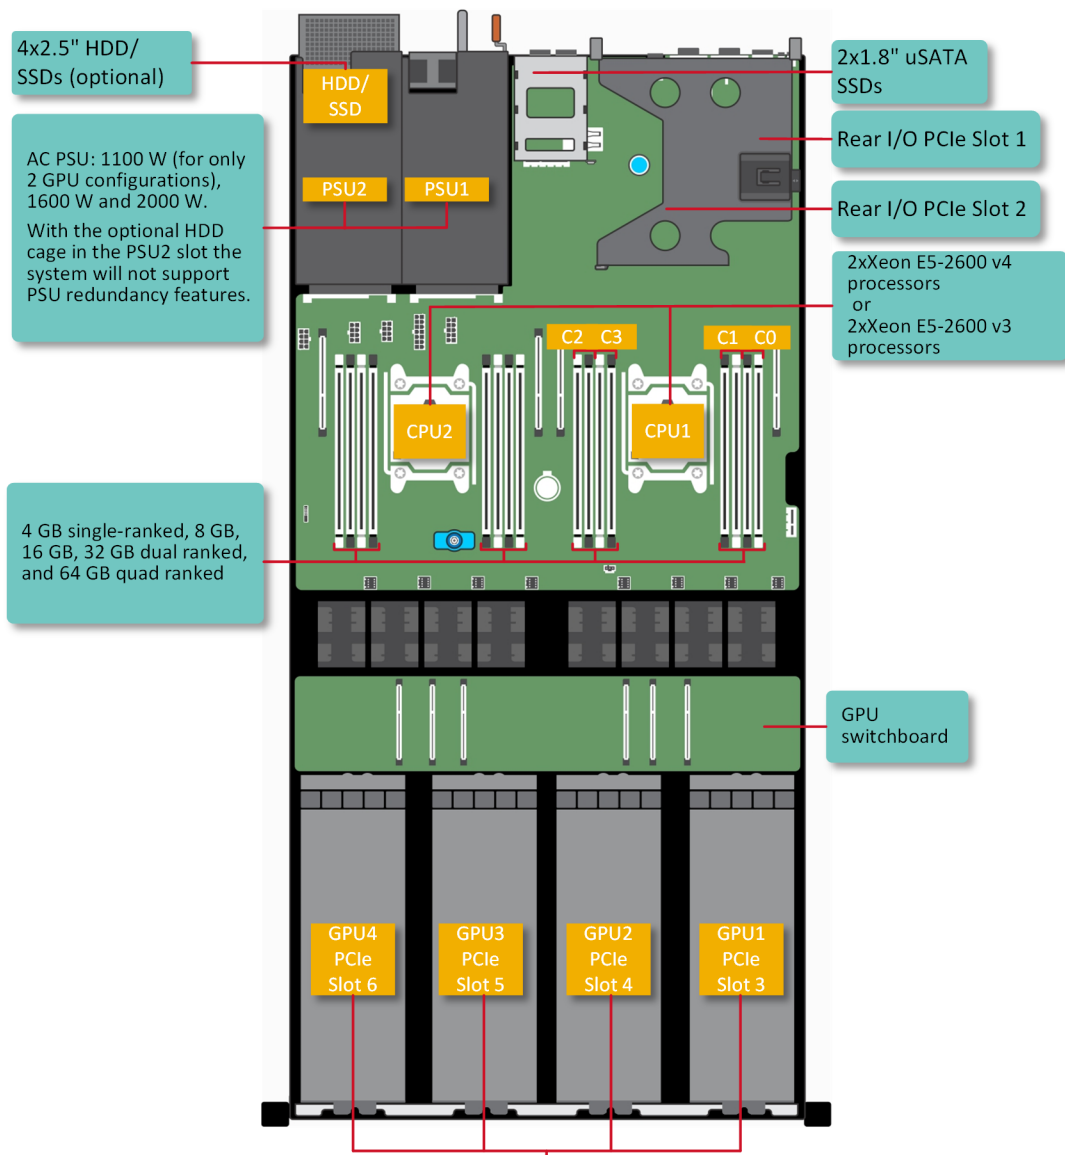 4x2.5" HDD/
SSDs (optional)
HDD/
SSD
2x1.8" uSATA
SSDs
AC PSU: 1100 W (for only
2 GPU configurations),
1600 W and 2000 W.
With the optional HDD
cage in the PSU2 slot the
system will not support
PSU redundancy features.
PSU2
PSU1
Rear I/O PCIe Slot 1
Rear I/O PCIe Slot 2
2xXeon E5-2600 v4
processors
or
2xXeon E5-2600 v3
processors
C2 C3
C1 C0
CPU2
CPU1
4 GB single-ranked, 8 GB,
16 GB, 32 GB dual ranked,
and 64 GB quad ranked
GPU
switchboard
GPU4
PCIe
Slot 6
GPU3
PCIe
Slot 5
GPU2
PCIe
Slot 4
GPU1
PCIe
Slot 3